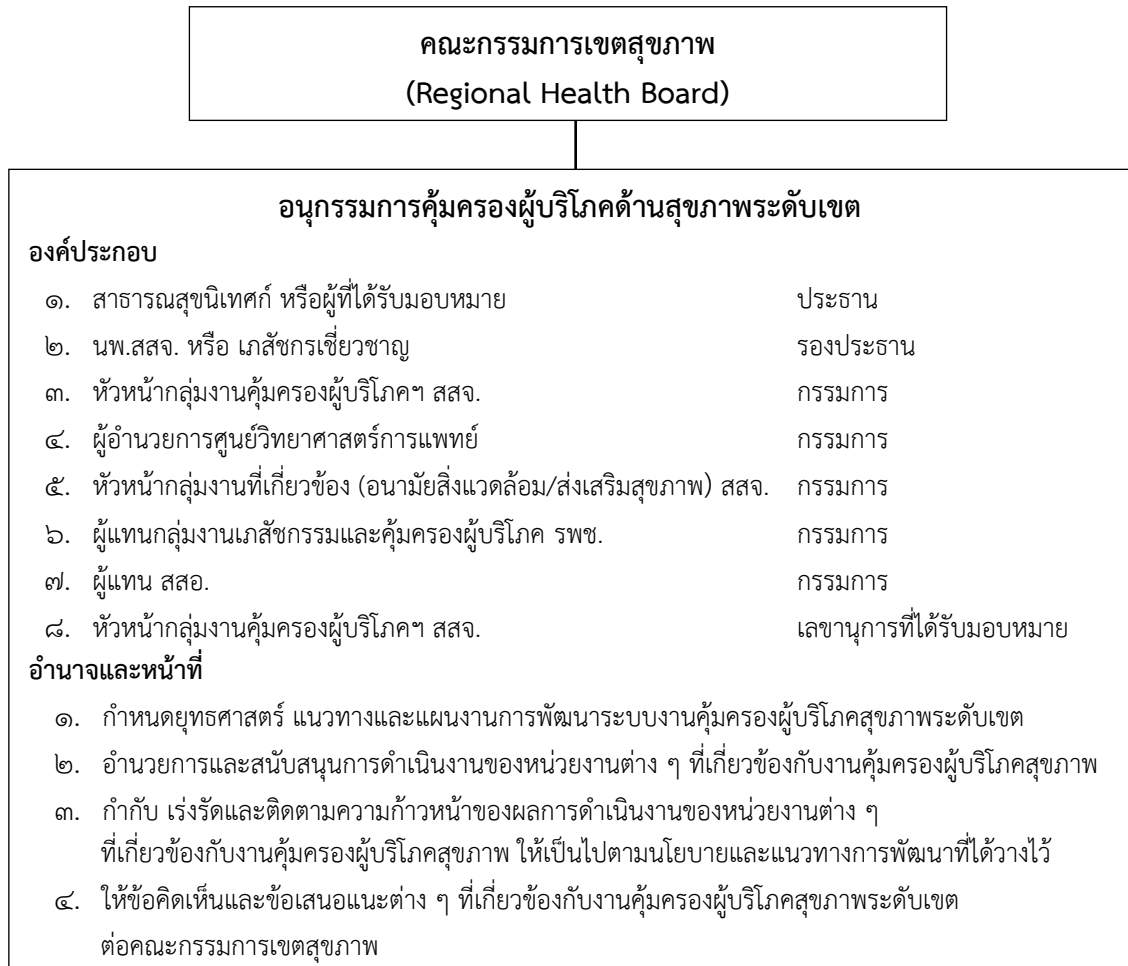 คณะกรรมการเขตสุขภาพ
(Regional Health Board)
อนุกรรมการคุ้มครองผู้บริโภคด้านสุขภาพระดับเขต
องค์ประกอบ
๑. สาธารณสุขนิเทศก์ หรือผู้ที่ได้รับมอบหมาย ประธาน
๒. นพ.สสจ. หรือ เภสัชกรเชี่ยวชาญ รองประธาน
๓. หัวหน้ากลุ่มงานคุ้มครองผู้บริโภคฯ สสจ. กรรมการ
๔. ผู้อำนวยการศูนย์วิทยาศาสตร์การแพทย์ กรรมการ
๕. หัวหน้ากลุ่มงานที่เกี่ยวข้อง (อนามัยสิ่งแวดล้อม/ส่งเสริมสุขภาพ) สสจ. กรรมการ
๖. ผู้แทนกลุ่มงานเภสัชกรรมและคุ้มครองผู้บริโภค รพช. กรรมการ
๗. ผู้แทน สสอ. กรรมการ
๘. หัวหน้ากลุ่มงานคุ้มครองผู้บริโภคฯ สสจ. เลขานุการที่ได้รับมอบหมาย
อำนาจและหน้าที่
๑. กำหนดยุทธศาสตร์ แนวทางและแผนงานการพัฒนาระบบงานคุ้มครองผู้บริโภคสุขภาพระดับเขต
๒. อำนวยการและสนับสนุนการดำเนินงานของหน่วยงานต่าง ๆ ที่เกี่ยวข้องกับงานคุ้มครองผู้บริโภคสุขภาพ
๓. กำกับ เร่งรัดและติดตามความก้าวหน้าของผลการดำเนินงานของหน่วยงานต่าง ๆ
ที่เกี่ยวข้องกับงานคุ้มครองผู้บริโภคสุขภาพ ให้เป็นไปตามนโยบายและแนวทางการพัฒนาที่ได้วางไว้
๔. ให้ข้อคิดเห็นและข้อเสนอแนะต่าง ๆ ที่เกี่ยวข้องกับงานคุ้มครองผู้บริโภคสุขภาพระดับเขต
ต่อคณะกรรมการเขตสุขภาพ